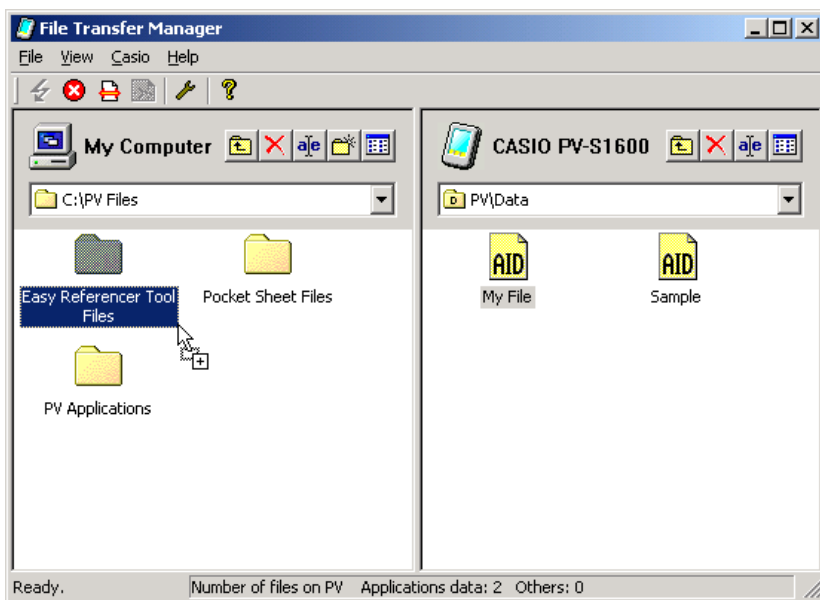 File Transfer Manager
File View Casio Help
My Computer
ae
CASIO PV-S1600
ae
C:\PV Files
D PV\Data
Easy Referencer Tool
Files
Pocket Sheet Files
PV Applications
AID
My File
AID
Sample
Ready.
Number of files on PV Applications data: 2 Others: 0